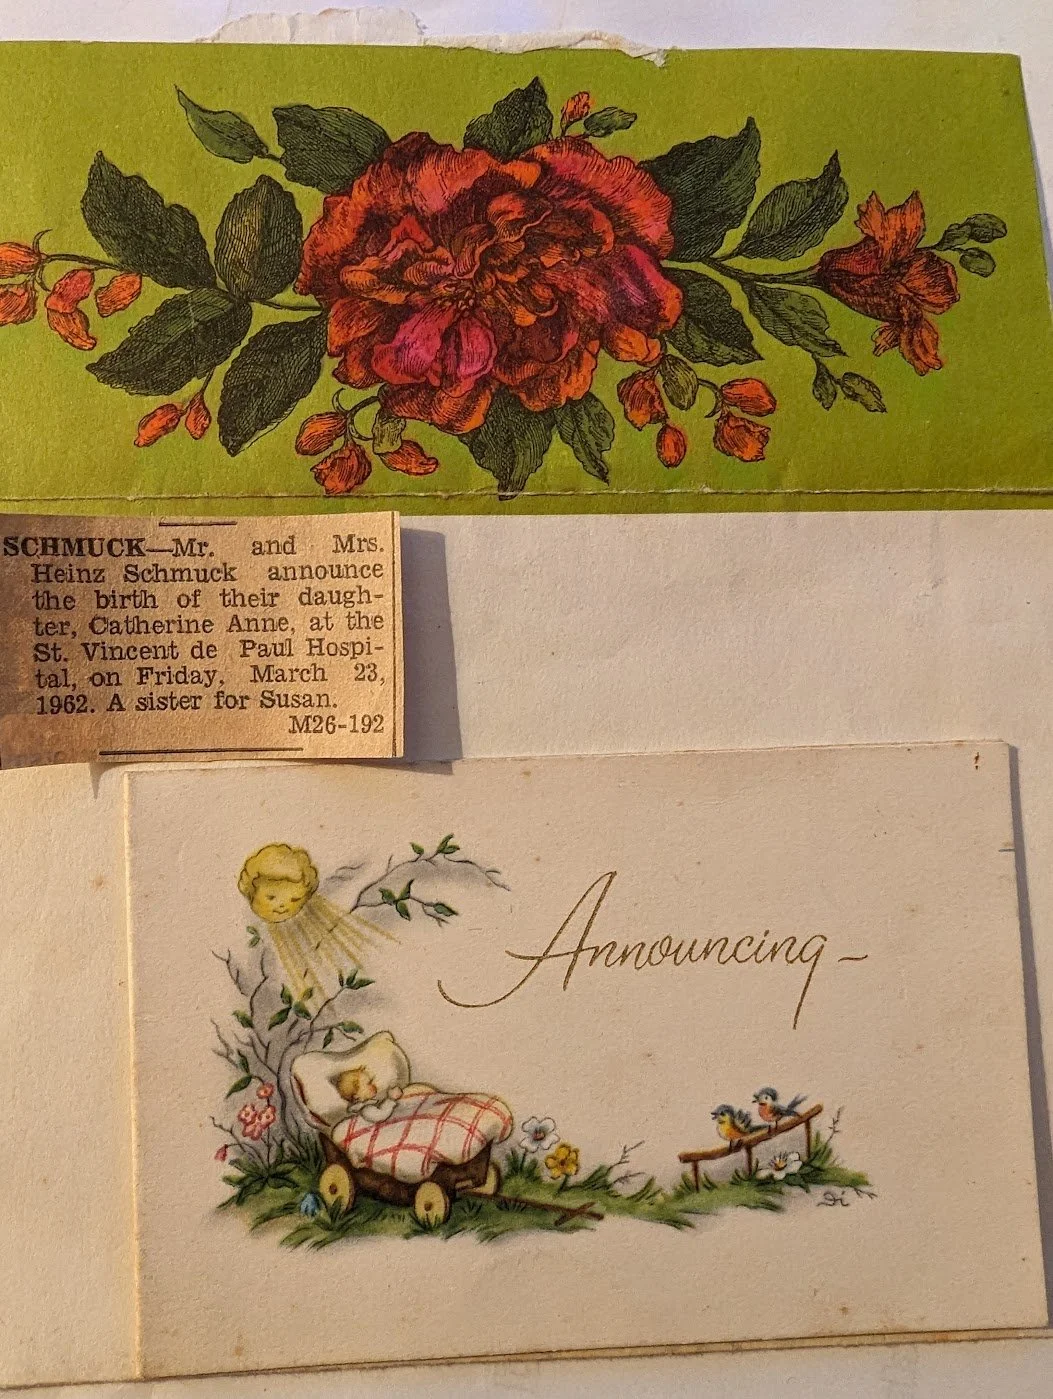 SCHMUCK—Mr. and Mrs.
Heinz Schmuck announce
the birth of their daugh-
ter, Catherine Anne, at the
St. Vincent de Paul Hospi-
tal, on Friday, March 23,
1962. A sister for Susan.
M26-192
Announcing-
Di